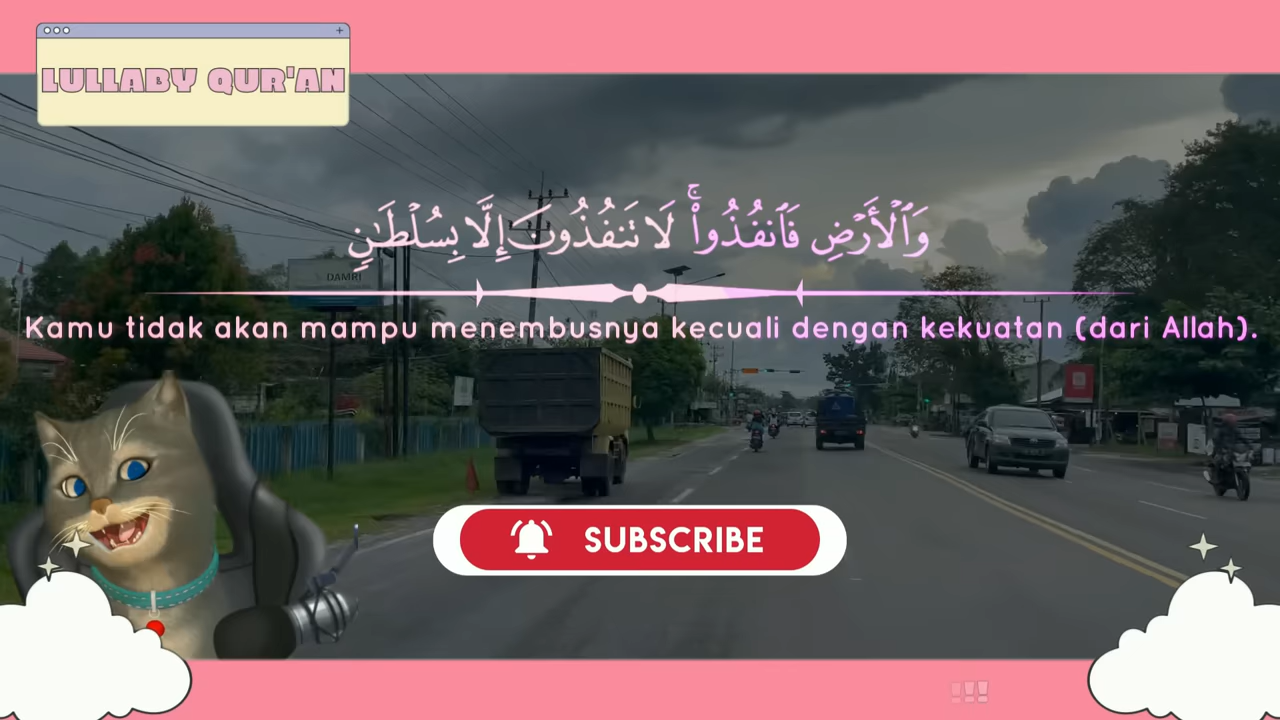 LULLABY QUR'AN
وَٱلْأَرْضِ فَٱنفُذُوا۟ ۚ لَا تَنفُذُونَ إِلَّا بِسُلْطَـٰنٍ
DAMRI
Kamu tidak akan mampu menembusnya kecuali dengan kekuatan (dari Allah).
SUBSCRIBE
!!!